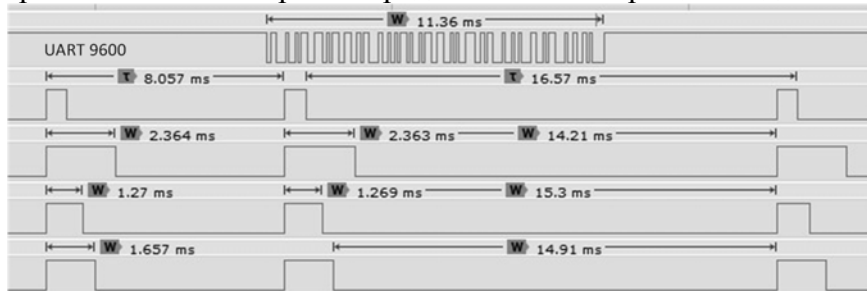 W 11.36 ms
UART 9600
τ 8.057 ms τ 16.57 ms
W 2.364 ms W 2.363 ms W 14.21 ms
W 1.27 ms W 1.269 ms W 15.3 ms
W 1.657 ms W 14.91 ms